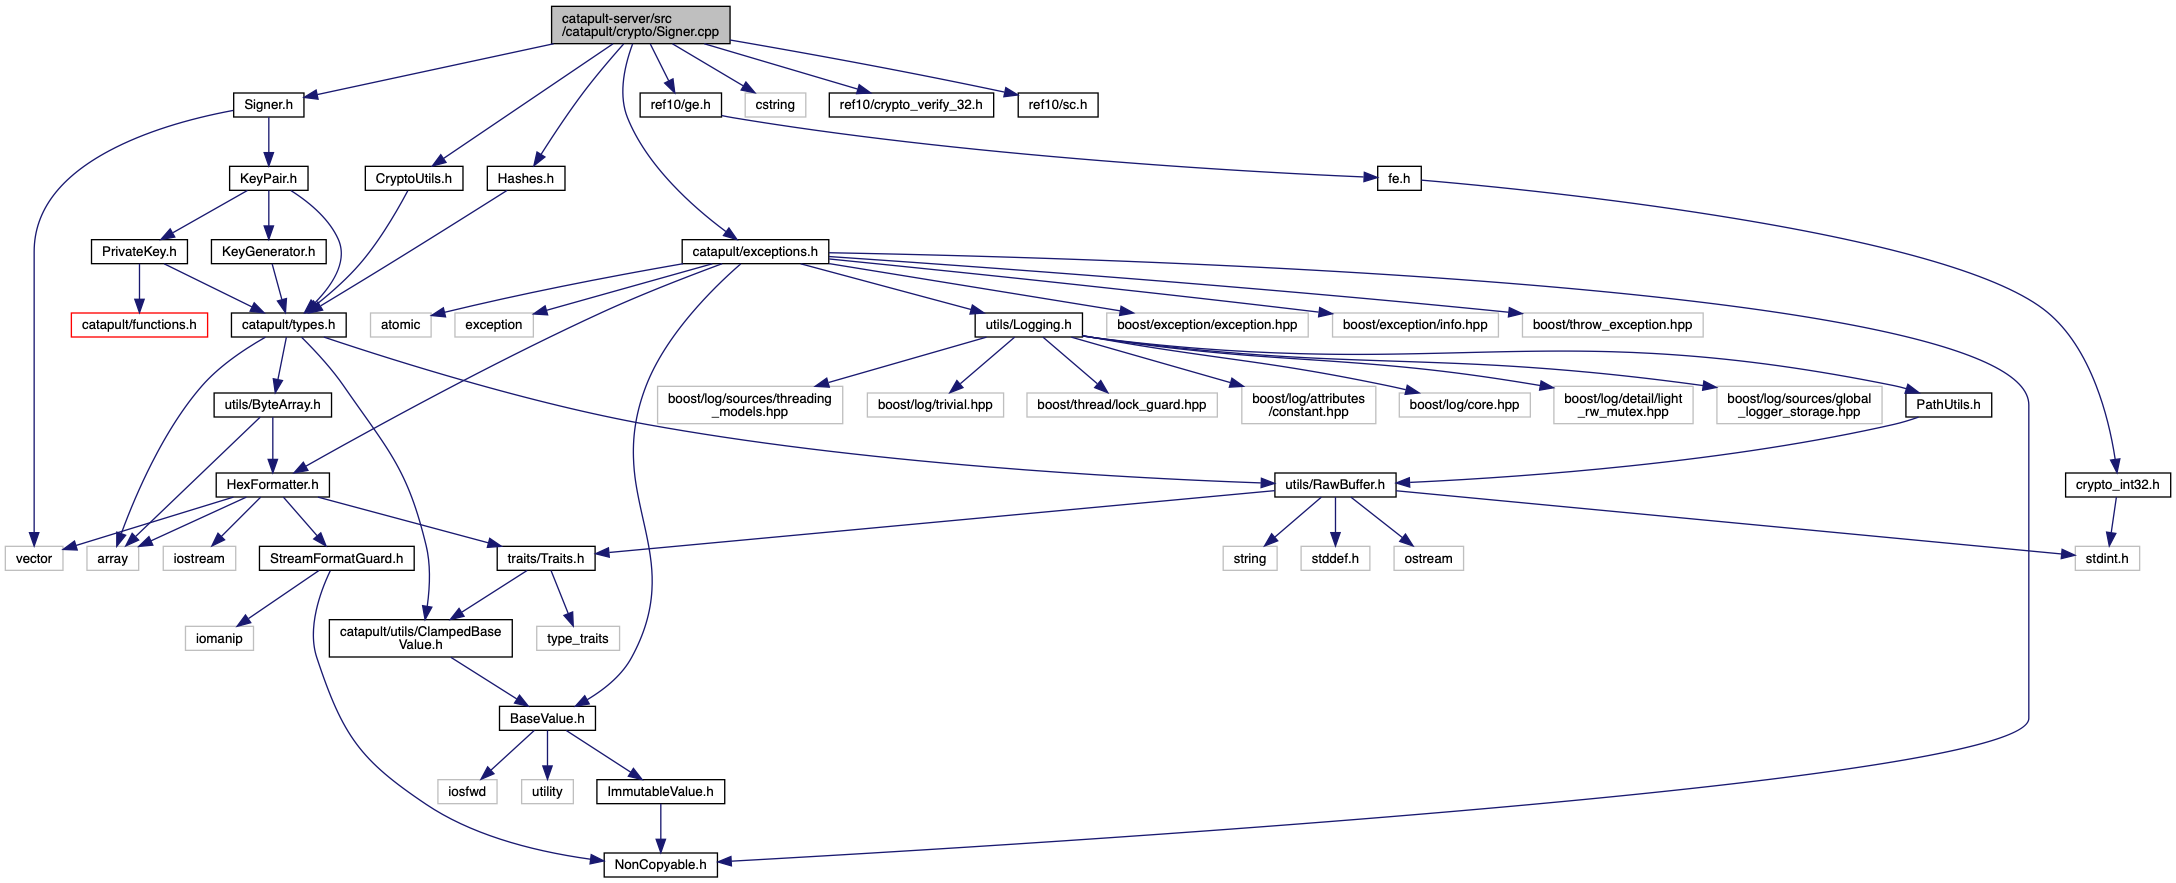 catapult-server/src
/catapult/crypto/Signer.cpp
Signer.h
ref10/ge.h
cstring
ref10/crypto_verify_32.h
ref10/sc.h
KeyPair.h
CryptoUtils.h
Hashes.h
fe.h
PrivateKey.h
KeyGenerator.h
catapult/exceptions.h
catapult/functions.h
catapult/types.h
atomic
exception
utils/Logging.h
boost/exception/exception.hpp
boost/exception/info.hpp
boost/throw_exception.hpp
utils/ByteArray.h
boost/log/sources/threading
_models.hpp
boost/log/trivial.hpp
boost/thread/lock_guard.hpp
boost/log/attributes
/constant.hpp
boost/log/core.hpp
boost/log/detail/light
_rw_mutex.hpp
boost/log/sources/global
_logger_storage.hpp
PathUtils.h
HexFormatter.h
utils/RawBuffer.h
crypto_int32.h
vector
array
iostream
StreamFormatGuard.h
traits/Traits.h
string
stddef.h
ostream
stdint.h
iomanip
catapult/utils/ClampedBase
Value.h
type_traits
BaseValue.h
iosfwd
utility
ImmutableValue.h
NonCopyable.h